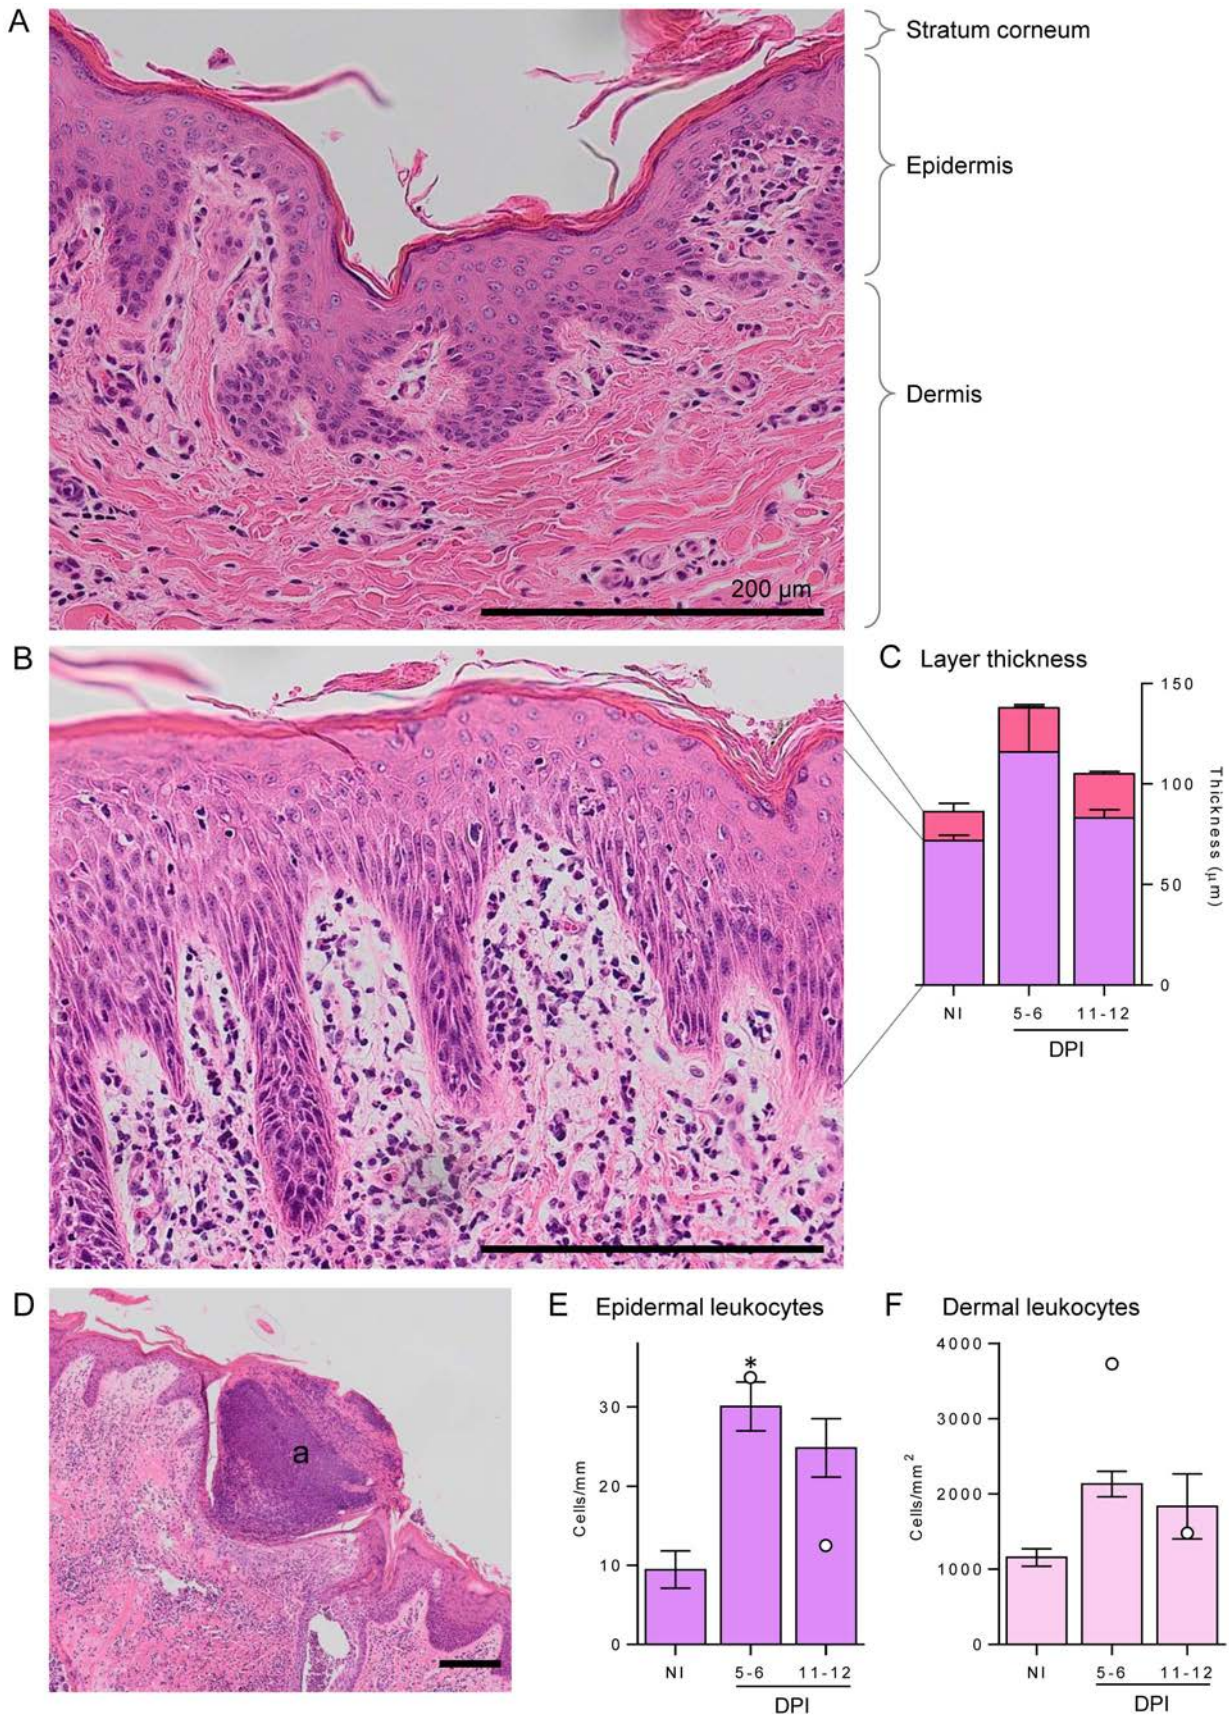 A
Stratum corneum
Epidermis
Dermis
200 µm
B
C Layer thickness
150
100
50
0
Thickness (µm)
NI 5-6 11-12
DPI
D
a
E Epidermal leukocytes
*
30
20
10
0
Cells/mm
NI 5-6 11-12
DPI
F Dermal leukocytes
4000
3000
2000
1000
0
Cells/mm²
NI 5-6 11-12
DPI